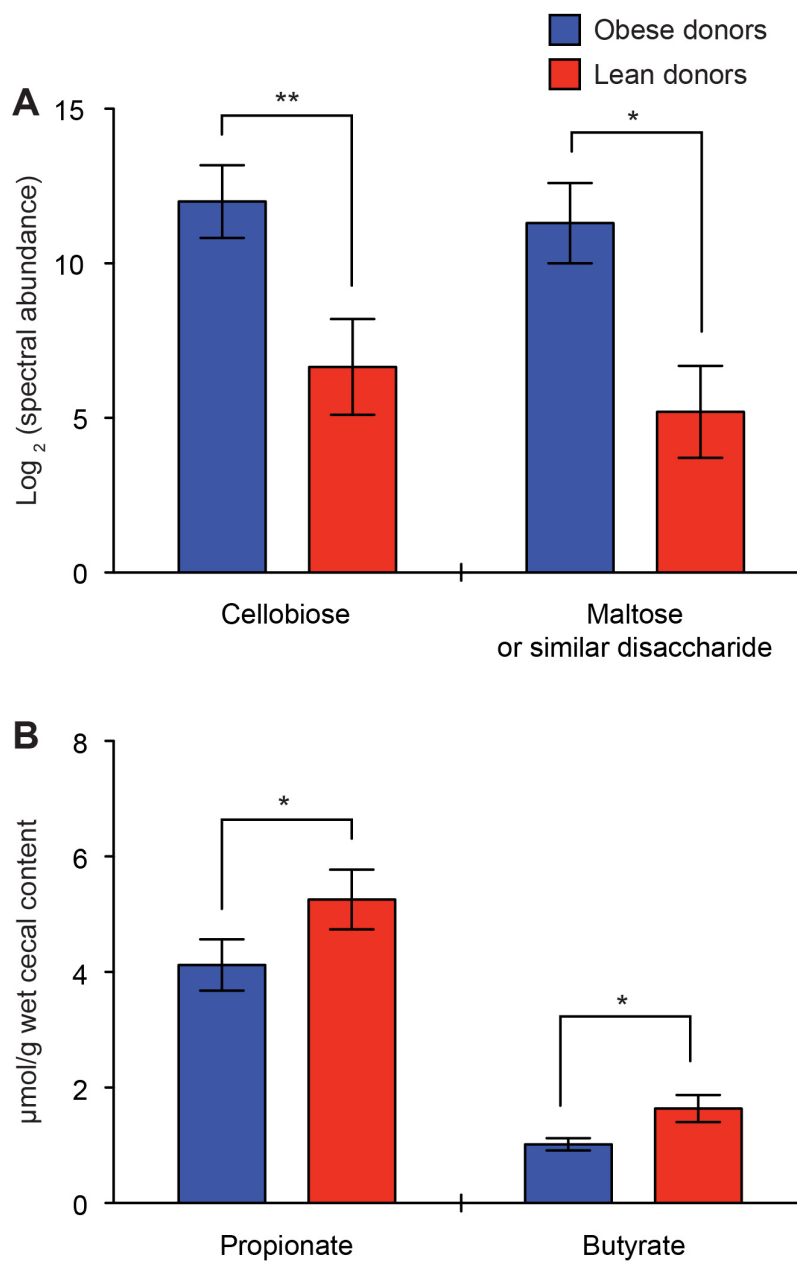 Obese donors
Lean donors
A
15
**
*
10
5
0
Log 2 (spectral abundance)
Cellobiose
Maltose
or similar disaccharide
B
8
*
6
4
*
2
0
µmol/g wet cecal content
Propionate
Butyrate